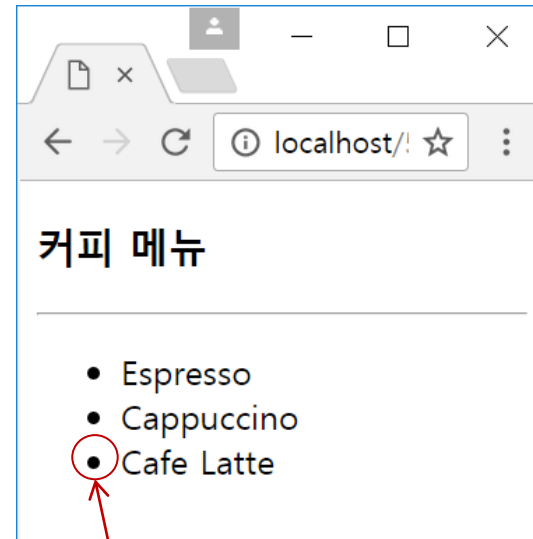 localhost/
커피 메뉴
Espresso
Cappuccino
Cafe Latte